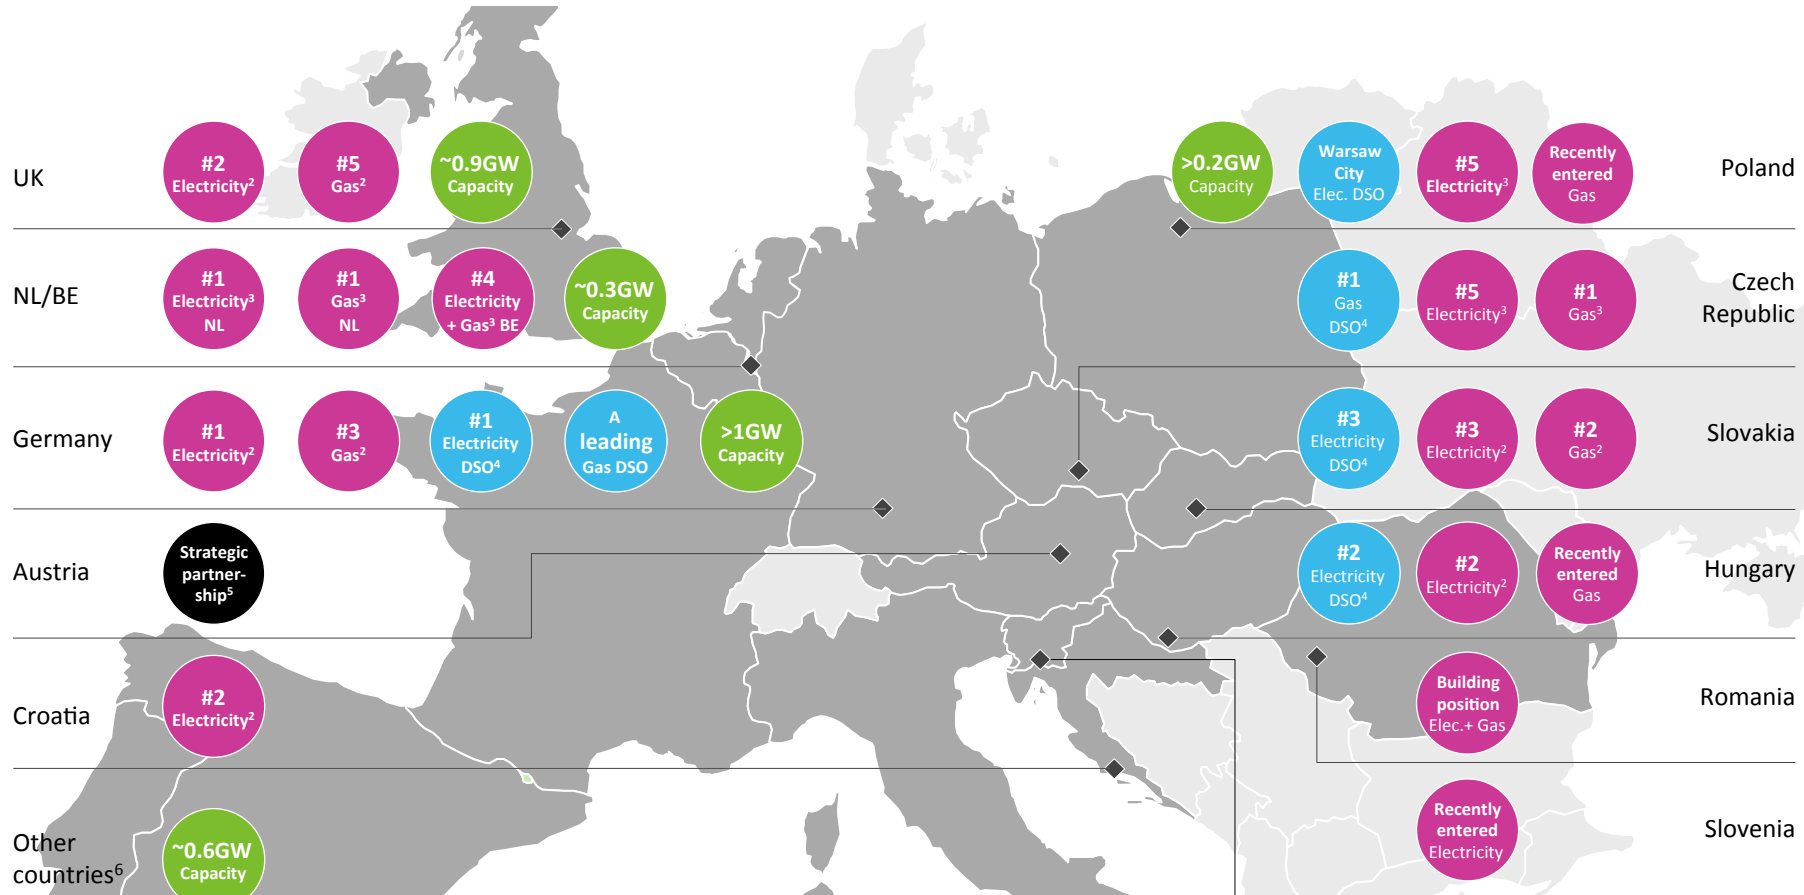 UK
#2
Electricity²
#5
Gas²
~0.9GW
Capacity
NL/BE
#1
Electricity³
NL
#1
Gas³
NL
#4
Electricity
+ Gas³ BE
~0.3GW
Capacity
Germany
#1
Electricity²
#3
Gas²
#1
Electricity
DSO⁴
A
leading
Gas DSO
>1GW
Capacity
Austria
Strategic
partner-
ship⁵
Croatia
#2
Electricity²
Other
countries⁶
~0.6GW
Capacity
>0.2GW
Capacity
Warsaw
City
Elec. DSO
#5
Electricity³
Recently
entered
Gas
Poland
#1
Gas
DSO⁴
#5
Electricity³
#1
Gas³
Czech
Republic
#3
Electricity
DSO⁴
#3
Electricity²
#2
Gas²
Slovakia
#2
Electricity
DSO⁴
#2
Electricity²
Recently
entered
Gas
Hungary
Building
position
Elec.+ Gas
Romania
Recently
entered
Electricity
Slovenia